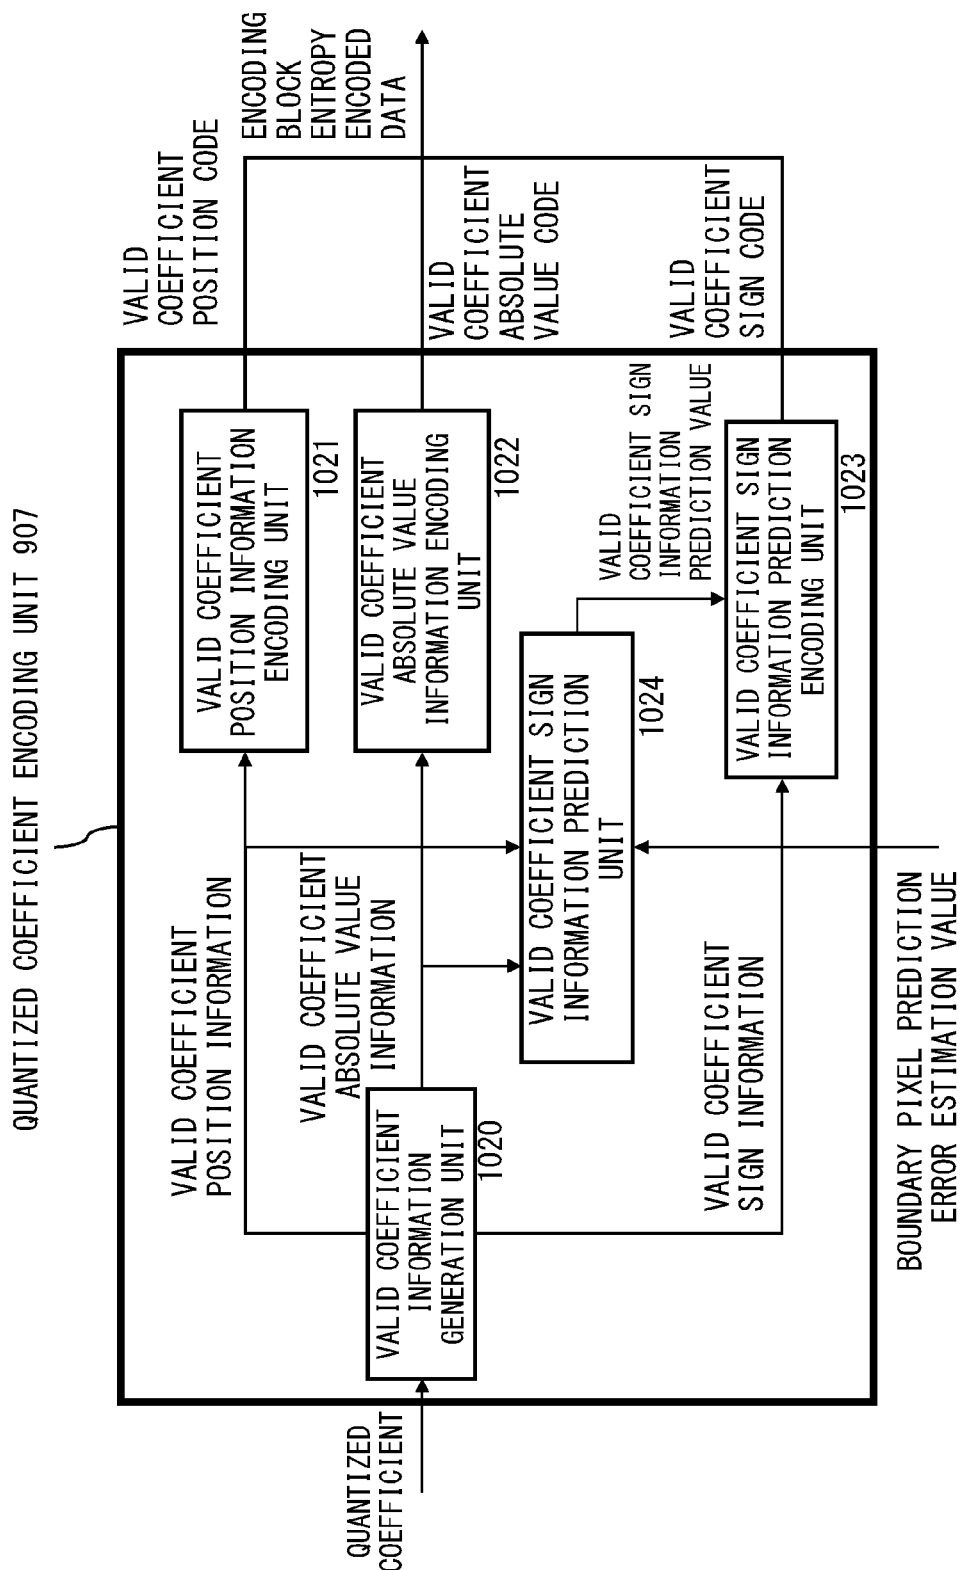 QUANTIZED COEFFICIENT ENCODING UNIT 907
QUANTIZED
COEFFICIENT
VALID COEFFICIENT
INFORMATION
GENERATION UNIT
1020
VALID COEFFICIENT
POSITION INFORMATION
VALID COEFFICIENT
ABSOLUTE VALUE
INFORMATION
VALID COEFFICIENT
SIGN INFORMATION
BOUNDARY PIXEL PREDICTION
ERROR ESTIMATION VALUE
VALID COEFFICIENT
POSITION INFORMATION
ENCODING UNIT
1021
VALID COEFFICIENT
ABSOLUTE VALUE
INFORMATION ENCODING
UNIT
1022
VALID COEFFICIENT SIGN
INFORMATION PREDICTION
UNIT
1024
VALID
COEFFICIENT SIGN
INFORMATION
PREDICTION VALUE
VALID COEFFICIENT SIGN
INFORMATION PREDICTION
ENCODING UNIT
1023
VALID
COEFFICIENT
POSITION CODE
VALID
COEFFICIENT
ABSOLUTE
VALUE CODE
VALID
COEFFICIENT
SIGN CODE
ENCODING
BLOCK
ENTROPY
ENCODED
DATA